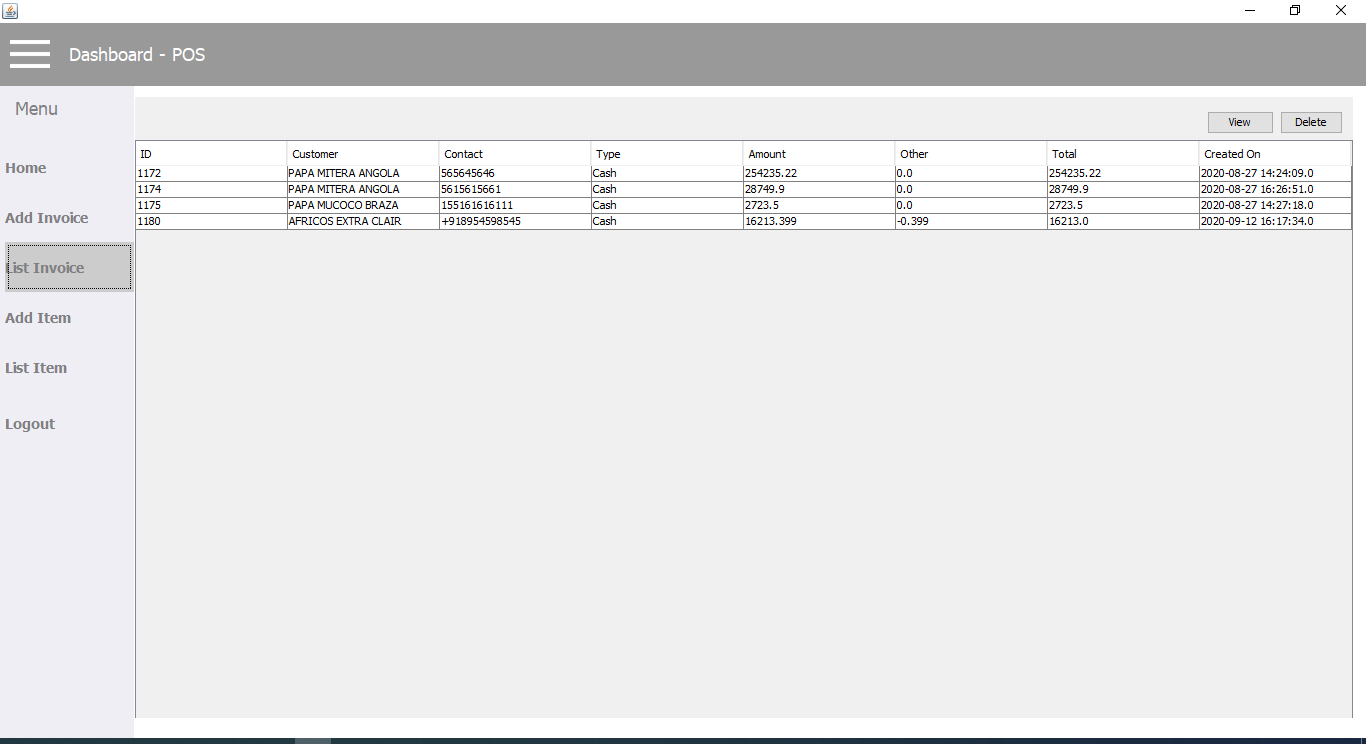 Dashboard - POS
Menu
Home
Add Invoice
List Invoice
Add Item
List Item
Logout
View Delete
ID Customer Contact Type Amount Other Total Created On
1172 PAPA MITERA ANGOLA 565645646 Cash 254235.22 0.0 254235.22 2020-08-27 14:24:09.0
1174 PAPA MITERA ANGOLA 5615615661 Cash 28749.9 0.0 28749.9 2020-08-27 16:26:51.0
1175 PAPA MUCOCO BRAZA 155161616111 Cash 2723.5 0.0 2723.5 2020-08-27 14:27:18.0
1180 AFRICOS EXTRA CLAIR +918954598545 Cash 16213.399 -0.399 16213.0 2020-09-12 16:17:34.0